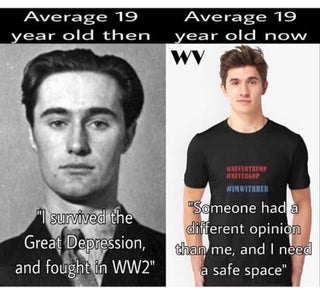 Average 19
year old then
Average 19
year old now
WV
#NEVERTRUMP
#NEVERGOP
#IMWITHHER
"I survived the
Great Depression,
and fought in WW2"
"Someone had a
different opinion
than me, and I need
a safe space"